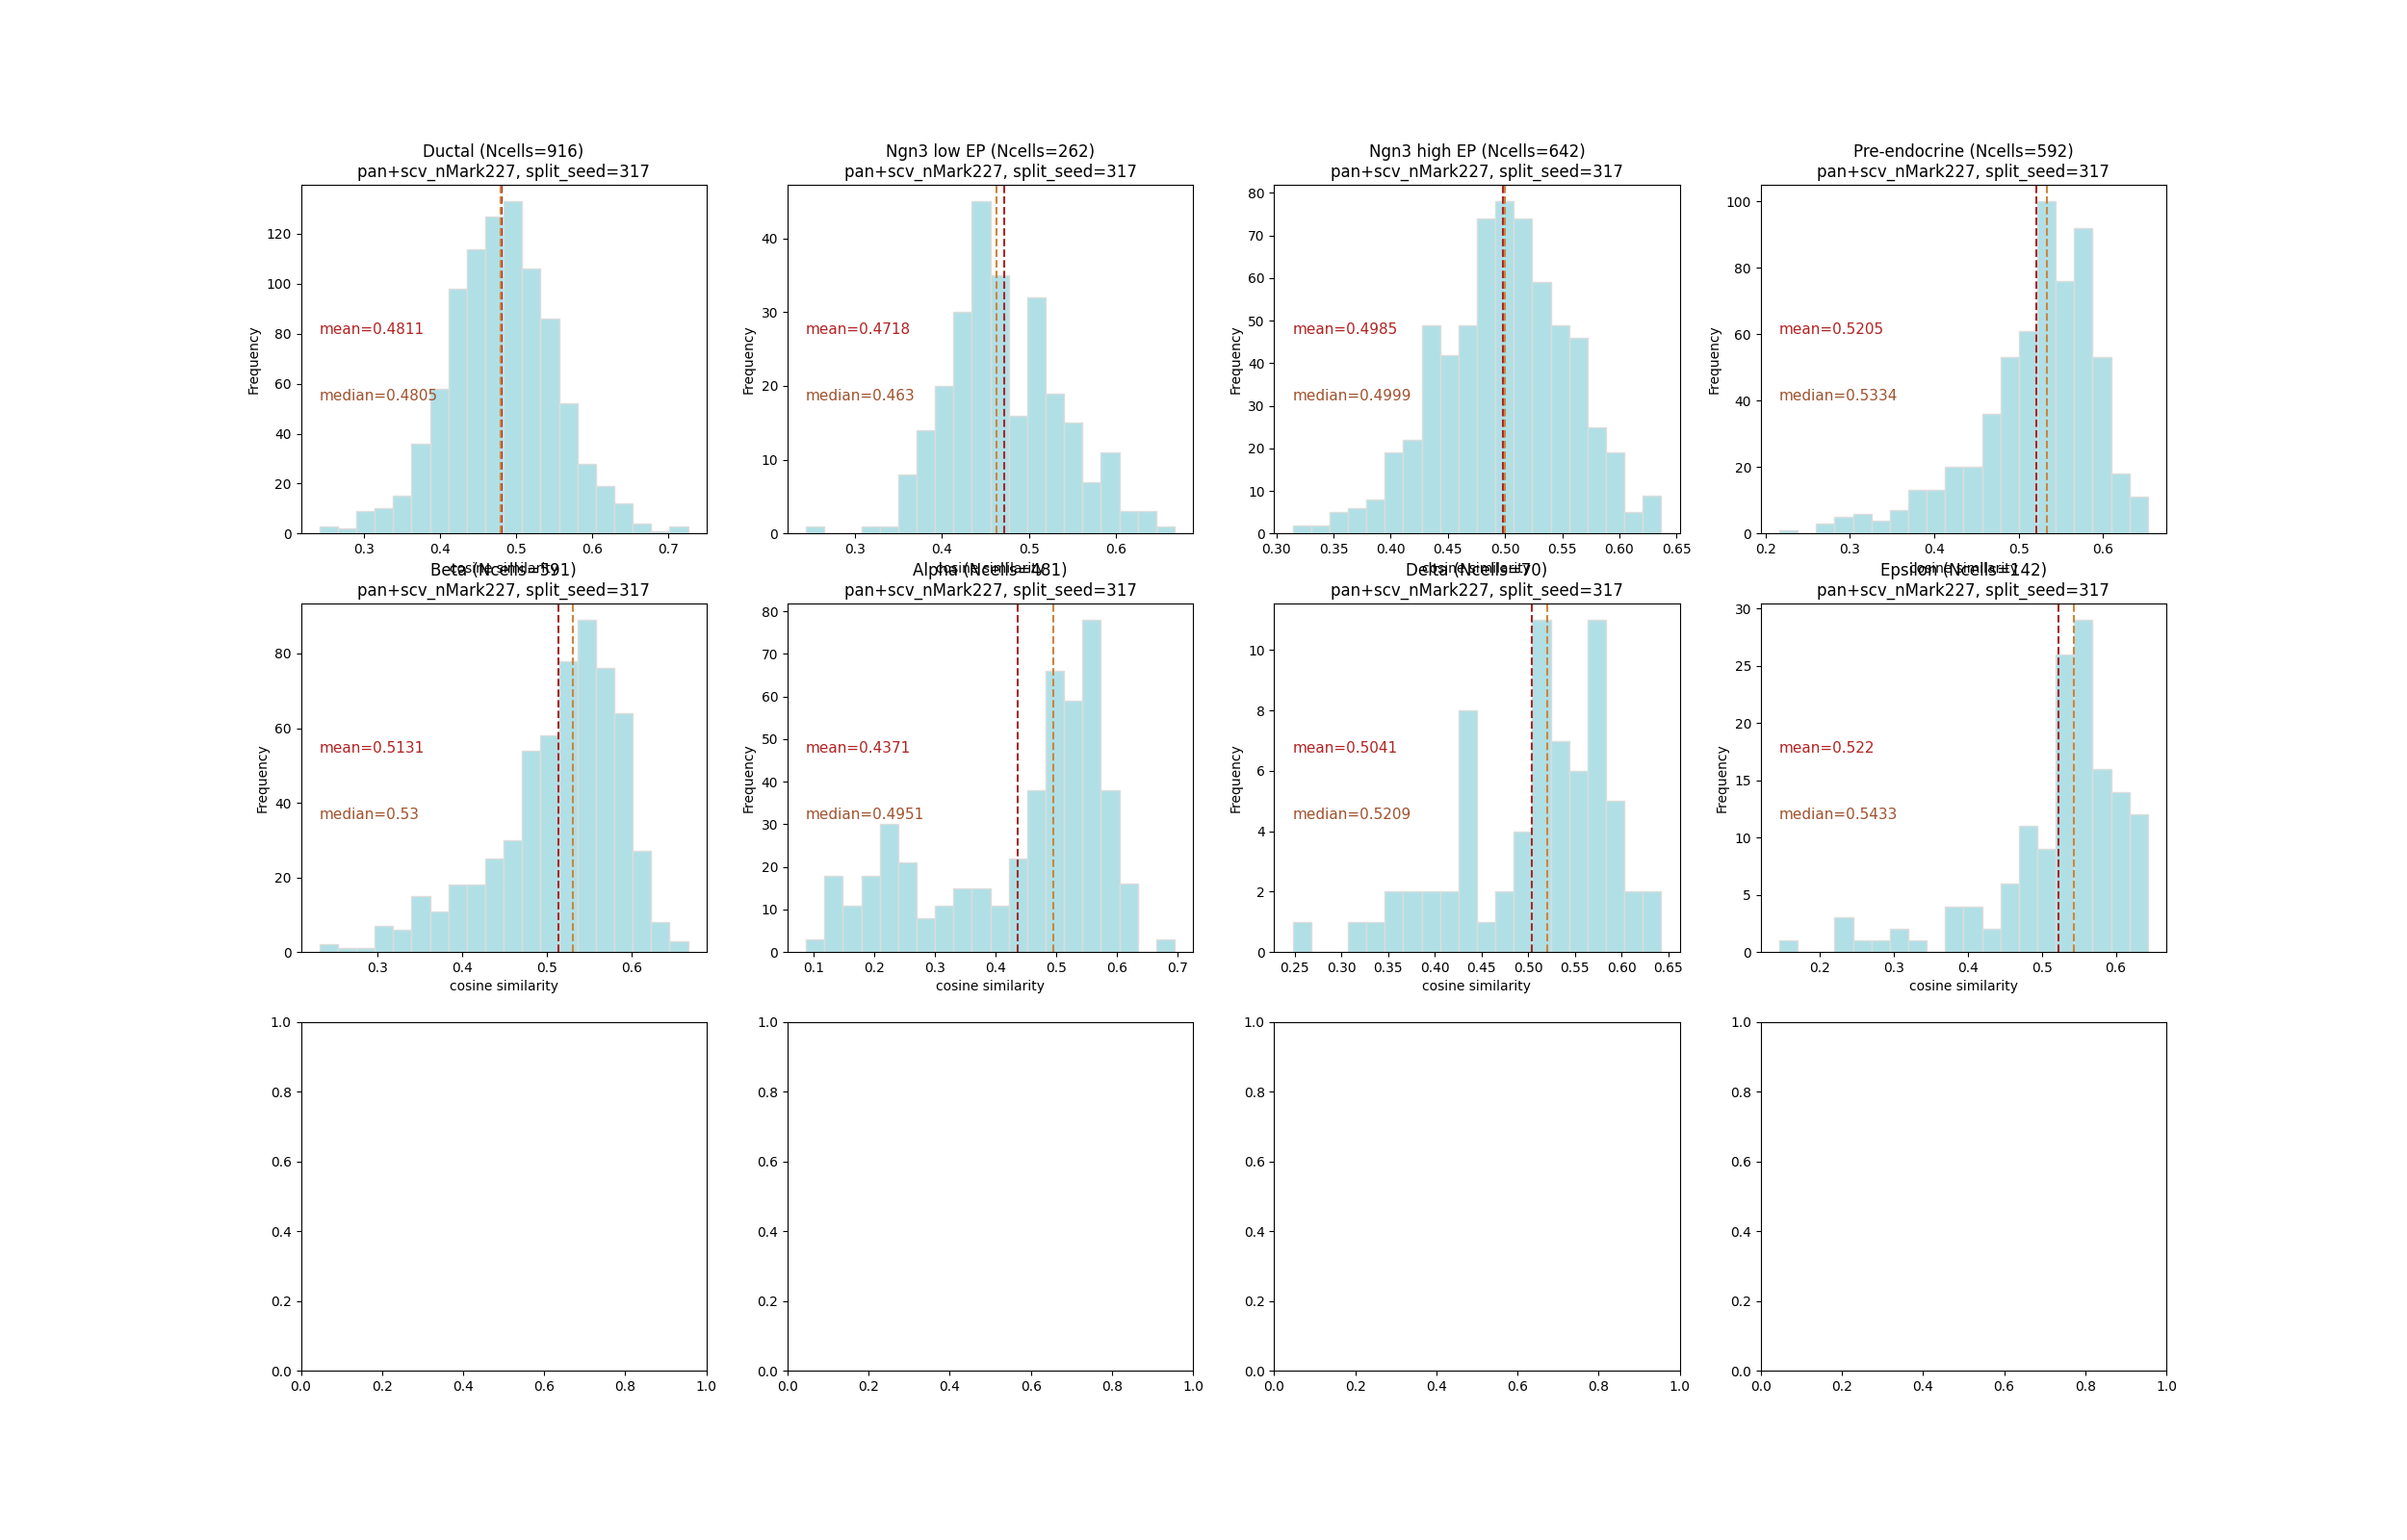 Ductal (Ncells=916)
pan+scv_nMark227, split_seed=317
Frequency
120
100
80
60
40
20
0
mean=0.4811
median=0.4805
0.3 0.4 0.5 0.6 0.7
cosine similarity
Ngn3 low EP (Ncells=262)
pan+scv_nMark227, split_seed=317
Frequency
40
30
20
10
0
mean=0.4718
median=0.463
0.3 0.4 0.5 0.6
cosine similarity
Ngn3 high EP (Ncells=642)
pan+scv_nMark227, split_seed=317
Frequency
80
70
60
50
40
30
20
10
0
mean=0.4985
median=0.4999
0.30 0.35 0.40 0.45 0.50 0.55 0.60 0.65
cosine similarity
Pre-endocrine (Ncells=592)
pan+scv_nMark227, split_seed=317
Frequency
100
80
60
40
20
0
mean=0.5205
median=0.5334
0.2 0.3 0.4 0.5 0.6
cosine similarity
Beta (Ncells=591)
pan+scv_nMark227, split_seed=317
Frequency
80
60
40
20
0
mean=0.5131
median=0.53
0.3 0.4 0.5 0.6
cosine similarity
Alpha (Ncells=481)
pan+scv_nMark227, split_seed=317
Frequency
80
70
60
50
40
30
20
10
0
mean=0.4371
median=0.4951
0.1 0.2 0.3 0.4 0.5 0.6 0.7
cosine similarity
Delta (Ncells=70)
pan+scv_nMark227, split_seed=317
Frequency
10
8
6
4
2
0
mean=0.5041
median=0.5209
0.25 0.30 0.35 0.40 0.45 0.50 0.55 0.60 0.65
cosine similarity
Epsilon (Ncells=142)
pan+scv_nMark227, split_seed=317
Frequency
30
25
20
15
10
5
0
mean=0.522
median=0.5433
0.2 0.3 0.4 0.5 0.6
cosine similarity
1.0
0.8
0.6
0.4
0.2
0.0
0.0 0.2 0.4 0.6 0.8 1.0
1.0
0.8
0.6
0.4
0.2
0.0
0.0 0.2 0.4 0.6 0.8 1.0
1.0
0.8
0.6
0.4
0.2
0.0
0.0 0.2 0.4 0.6 0.8 1.0
1.0
0.8
0.6
0.4
0.2
0.0
0.0 0.2 0.4 0.6 0.8 1.0